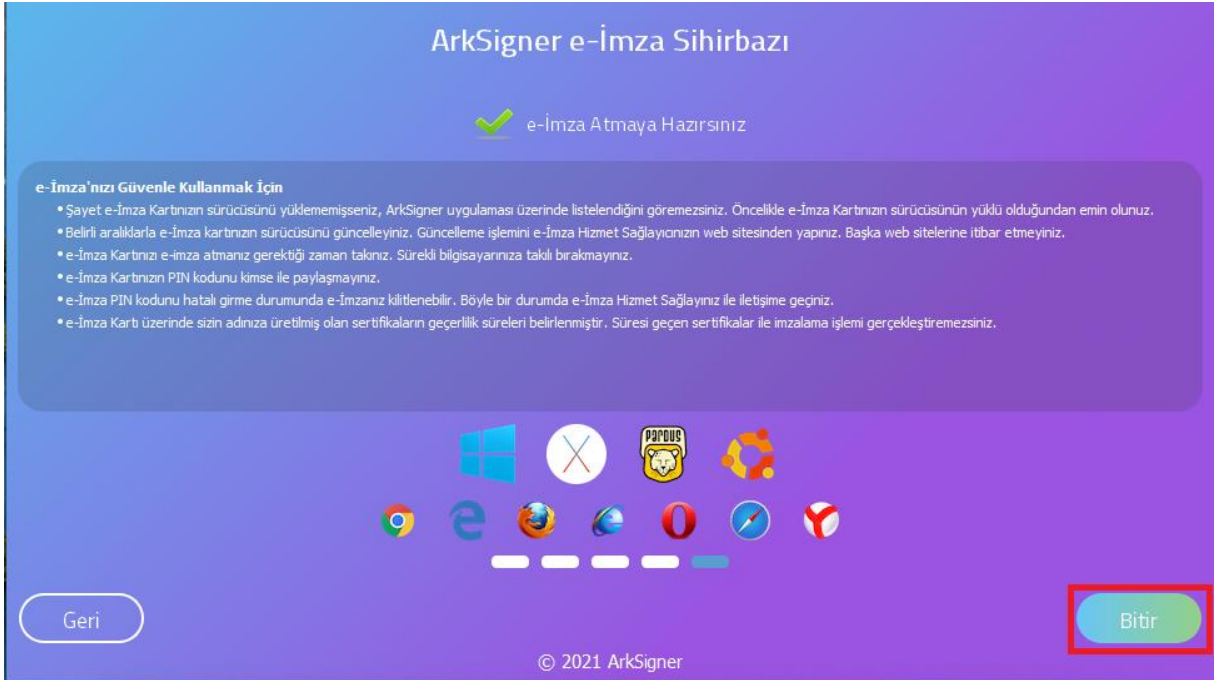 ArkSigner e-İmza Sihirbazı
e-İmza Atmaya Hazırsınız
e-İmza'nızı Güvenle Kullanmak İçin
• Şayet e-İmza Kartınızın sürücüsünü yüklememişseniz, ArkSigner uygulaması üzerinde listelendiğini göremezsiniz. Öncelikle e-İmza Kartınızın sürücüsünün yüklü olduğundan emin olunuz.
• Belirli aralıklarla e-İmza kartınızın sürücüsünü güncelleyiniz. Güncelleme işlemini e-İmza Hizmet Sağlayıcınızın web sitesinden yapınız. Başka web sitelerine itibar etmeyiniz.
• e-İmza Kartınızı e-imza atmanız gerektiği zaman takınız. Sürekli bilgisayarınıza takılı bırakmayınız.
• e-İmza Kartınızın PIN kodunu kimse ile paylaşmayınız.
• e-İmza PIN kodunu hatalı girme durumunda e-İmzanız kilitlenebilir. Böyle bir durumda e-İmza Hizmet Sağlayınız ile iletişime geçiniz.
• e-İmza Kartı üzerinde sizin adınıza üretilmiş olan sertifikaların geçerlilik süreleri belirlenmiştir. Süresi geçen sertifikalar ile imzalama işlemi gerçekleştiremezsiniz.
PARDUS
Geri
Bitir
© 2021 ArkSigner